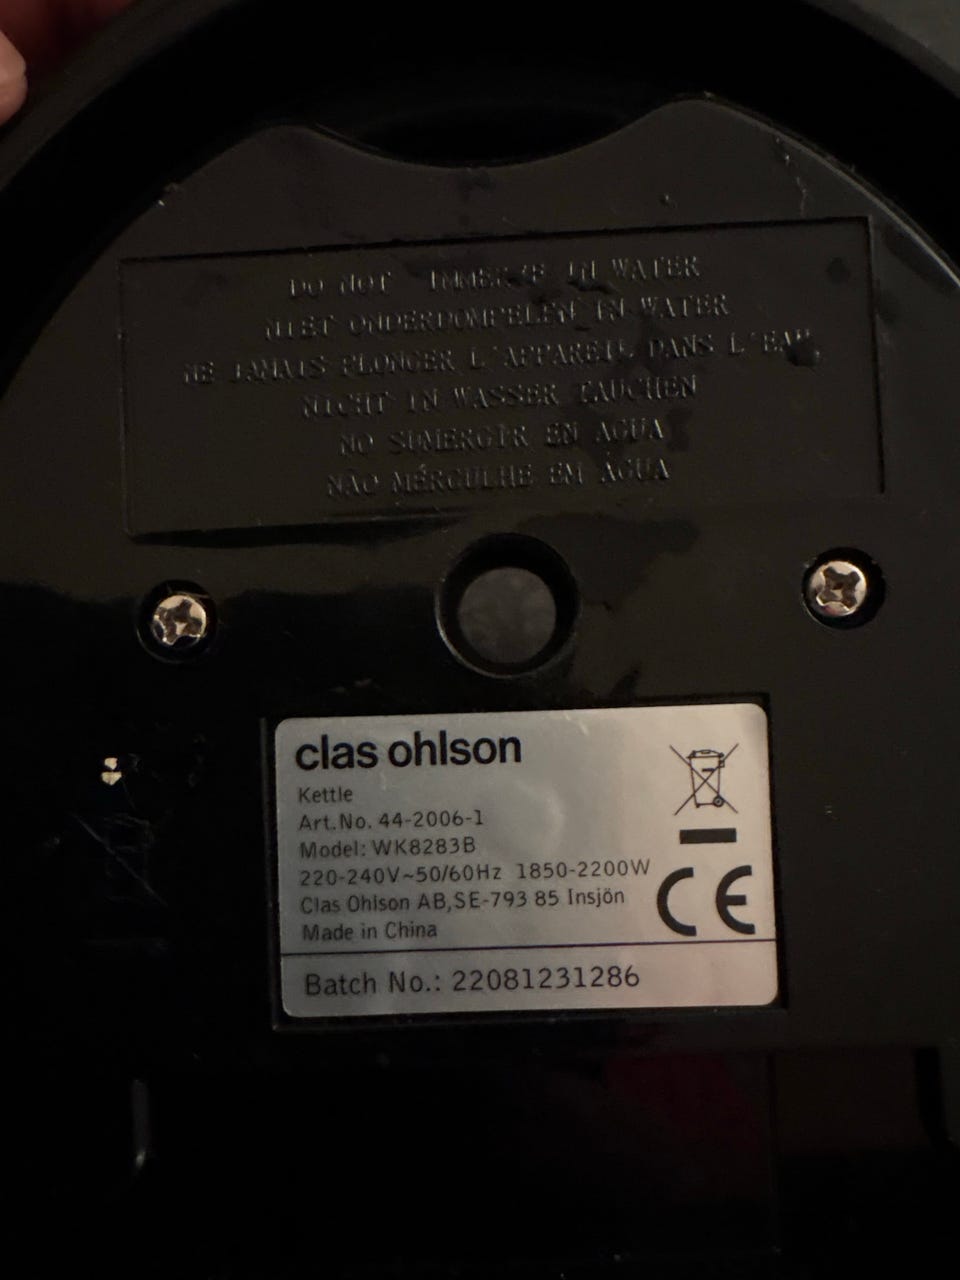 DO NOT IMMERSE IN WATER
NIET ONDERDOMPELEN IN WATER
NE JAMAIS PLONGER L'APPAREIL DANS L'EAU
NICHT IN WASSER TAUCHEN
NO SUMERGIR EN AGUA
NÃO MÉRGULHE EM ÁGUA
clas ohlson
Kettle
Art.No. 44-2006-1
Model: WK8283B
220-240V~50/60Hz 1850-2200W
Clas Ohlson AB,SE-793 85 Insjön
Made in China
CE
Batch No.: 22081231286